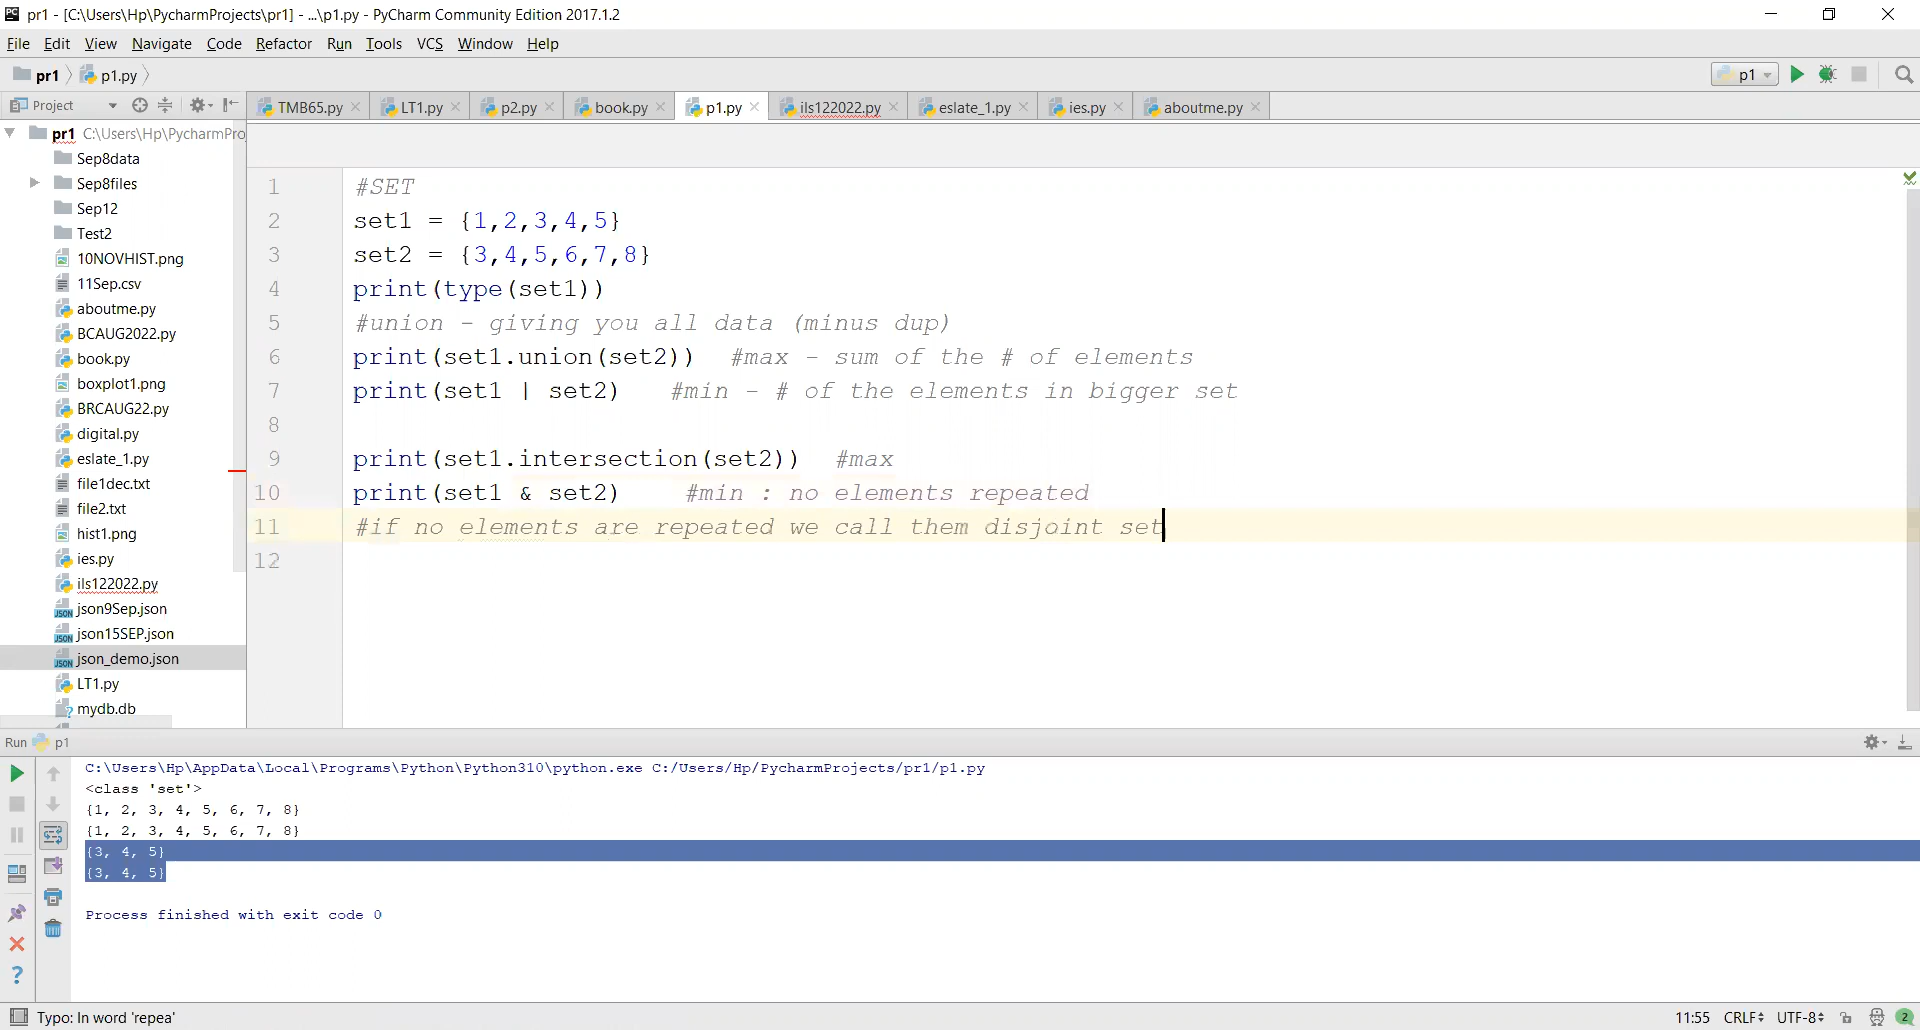 pr1 - [C:\Users\Hp\PycharmProjects\pr1] - ...\p1.py - PyCharm Community Edition 2017.1.2
File Edit View Navigate Code Refactor Run Tools VCS Window Help
pr1 p1.py p1
Project TMB65.py LT1.py p2.py book.py p1.py ils122022.py eslate_1.py ies.py aboutme.py
pr1 C:\Users\Hp\PycharmPro
Sep8data
Sep8files
Sep12
Test2
10NOVHIST.png
11Sep.csv
aboutme.py
BCAUG2022.py
book.py
boxplot1.png
BRCAUG22.py
digital.py
eslate_1.py
file1dec.txt
file2.txt
hist1.png
ies.py
ils122022.py
json9Sep.json
json15SEP.json
json_demo.json
LT1.py
mydb.db
1 #SET
2 set1 = {1,2,3,4,5}
3 set2 = {3,4,5,6,7,8}
4 print(type(set1))
5 #union - giving you all data (minus dup)
6 print(set1.union(set2)) #max - sum of the # of elements
7 print(set1 | set2) #min - # of the elements in bigger set
8
9 print(set1.intersection(set2)) #max
10 print(set1 & set2) #min : no elements repeated
11 #if no elements are repeated we call them disjoint set
12
Run p1
C:\Users\Hp\AppData\Local\Programs\Python\Python310\python.exe C:/Users/Hp/PycharmProjects/pr1/p1.py
<class 'set'>
{1, 2, 3, 4, 5, 6, 7, 8}
{1, 2, 3, 4, 5, 6, 7, 8}
{3, 4, 5}
{3, 4, 5}
Process finished with exit code 0
Typo: In word 'repea' 11:55 CRLF UTF-8 2